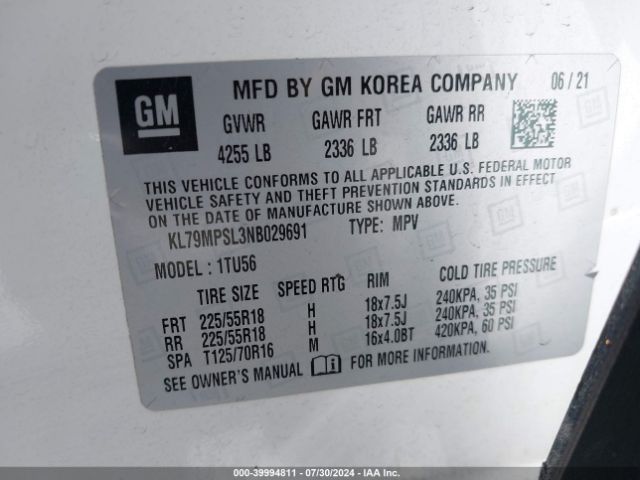 GM MFD BY GM KOREA COMPANY 06/21
GVWR GAWR FRT GAWR RR
4255 LB 2336 LB 2336 LB
THIS VEHICLE CONFORMS TO ALL APPLICABLE U.S. FEDERAL MOTOR
VEHICLE SAFETY AND THEFT PREVENTION STANDARDS IN EFFECT
ON THE DATE OF MANUFACTURE SHOWN ABOVE.
KL79MPSL3NB029691 TYPE: MPV
MODEL: 1TU56
TIRE SIZE SPEED RTG RIM COLD TIRE PRESSURE
FRT 225/55R18 H 18x7.5J 240KPA, 35 PSI
RR 225/55R18 H 18x7.5J 240KPA, 35 PSI
SPA T125/70R16 M 16x4.0BT 420KPA, 60 PSI
SEE OWNER'S MANUAL FOR MORE INFORMATION.
000-39994811 - 07/30/2024 - IAAI.COM